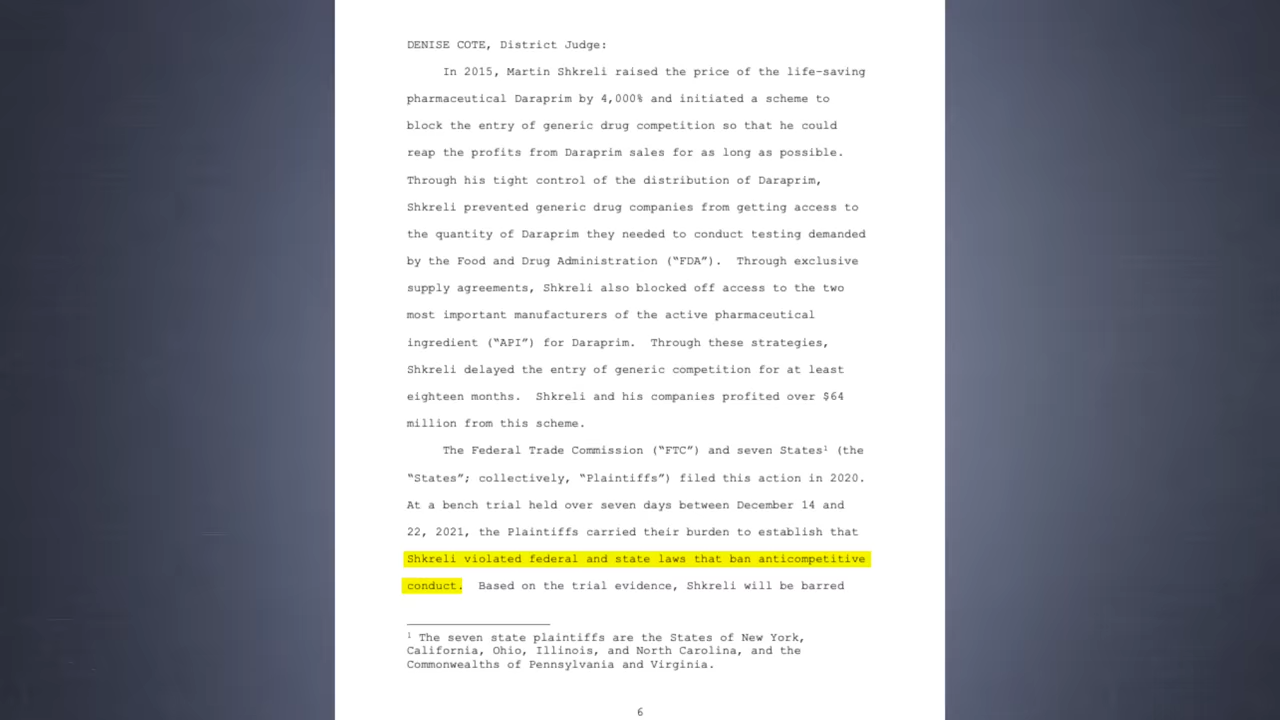 DENISE COTE, District Judge:
In 2015, Martin Shkreli raised the price of the life-saving
pharmaceutical Daraprim by 4,000% and initiated a scheme to
block the entry of generic drug competition so that he could
reap the profits from Daraprim sales for as long as possible.
Through his tight control of the distribution of Daraprim,
Shkreli prevented generic drug companies from getting access to
the quantity of Daraprim they needed to conduct testing demanded
by the Food and Drug Administration (“FDA”).  Through exclusive
supply agreements, Shkreli also blocked off access to the two
most important manufacturers of the active pharmaceutical
ingredient (“API”) for Daraprim.  Through these strategies,
Shkreli delayed the entry of generic competition for at least
eighteen months.  Shkreli and his companies profited over $64
million from this scheme.
The Federal Trade Commission (“FTC”) and seven States¹ (the
“States”; collectively, “Plaintiffs”) filed this action in 2020.
At a bench trial held over seven days between December 14 and
22, 2021, the Plaintiffs carried their burden to establish that
Shkreli violated federal and state laws that ban anticompetitive
conduct.  Based on the trial evidence, Shkreli will be barred
¹ The seven state plaintiffs are the States of New York,
California, Ohio, Illinois, and North Carolina, and the
Commonwealths of Pennsylvania and Virginia.
6